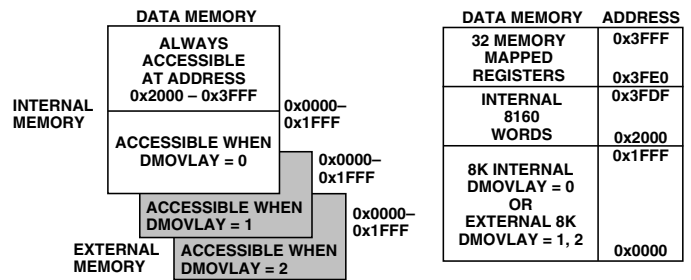 DATA MEMORY
ALWAYS
ACCESSIBLE
AT ADDRESS
0x2000 – 0x3FFF
INTERNAL
MEMORY
0x0000–
0x1FFF
ACCESSIBLE WHEN
DMOVLAY = 0
0x0000–
0x1FFF
ACCESSIBLE WHEN
DMOVLAY = 1
0x0000–
0x1FFF
EXTERNAL
MEMORY
ACCESSIBLE WHEN
DMOVLAY = 2
DATA MEMORY ADDRESS
32 MEMORY
MAPPED
REGISTERS
0x3FFF
0x3FE0
INTERNAL
8160
WORDS
0x3FDF
0x2000
8K INTERNAL
DMOVLAY = 0
OR
EXTERNAL 8K
DMOVLAY = 1, 2
0x1FFF
0x0000